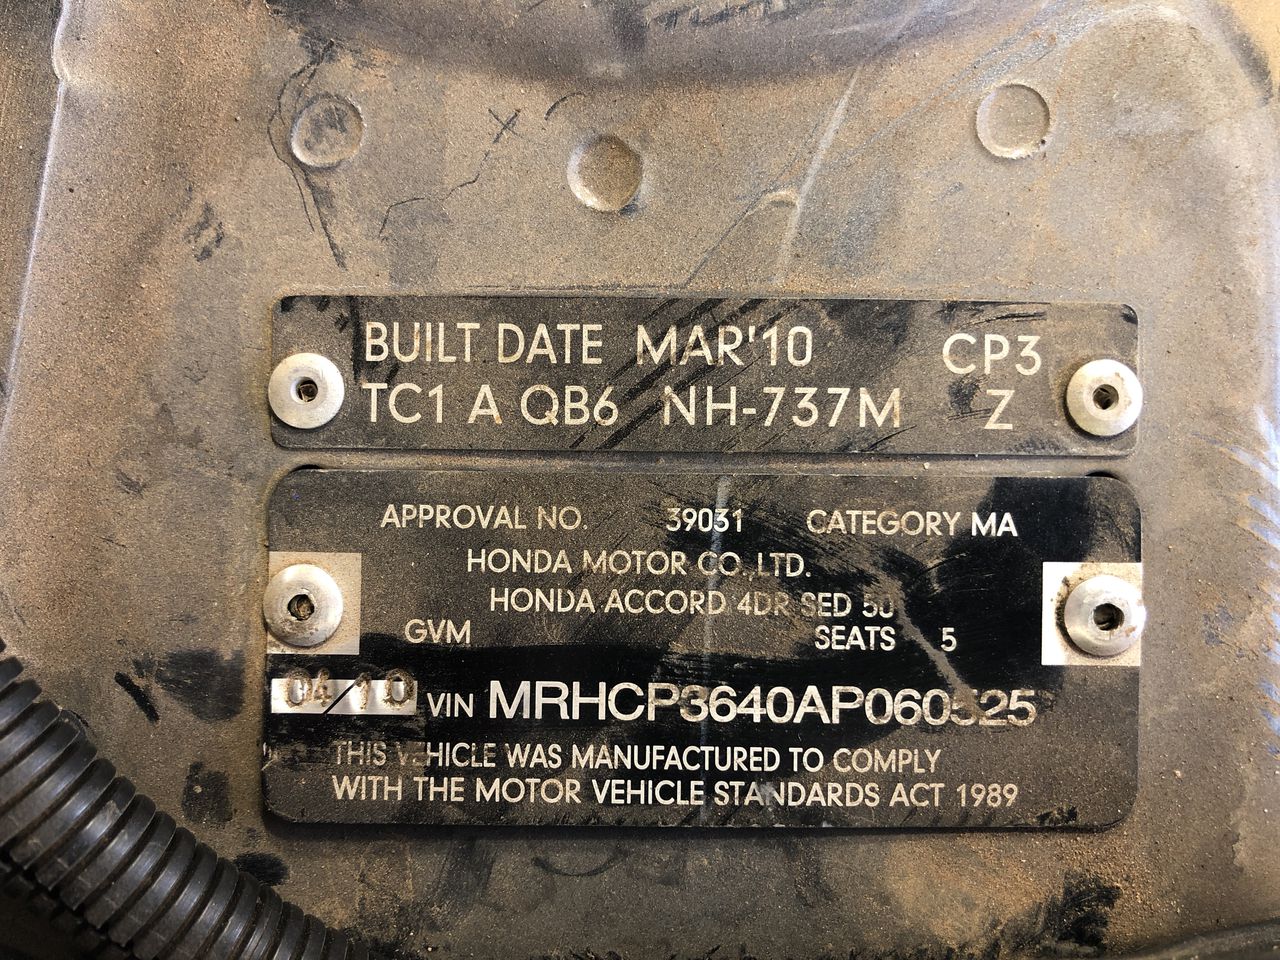 BUILT DATE MAR'10 CP3
TC1 A QB6 NH-737M Z
APPROVAL NO. 39031 CATEGORY MA
HONDA MOTOR CO.,LTD.
HONDA ACCORD 4DR SED 50
GVM SEATS 5
04/10 VIN MRHCP3640AP060525
THIS VEHICLE WAS MANUFACTURED TO COMPLY
WITH THE MOTOR VEHICLE STANDARDS ACT 1989